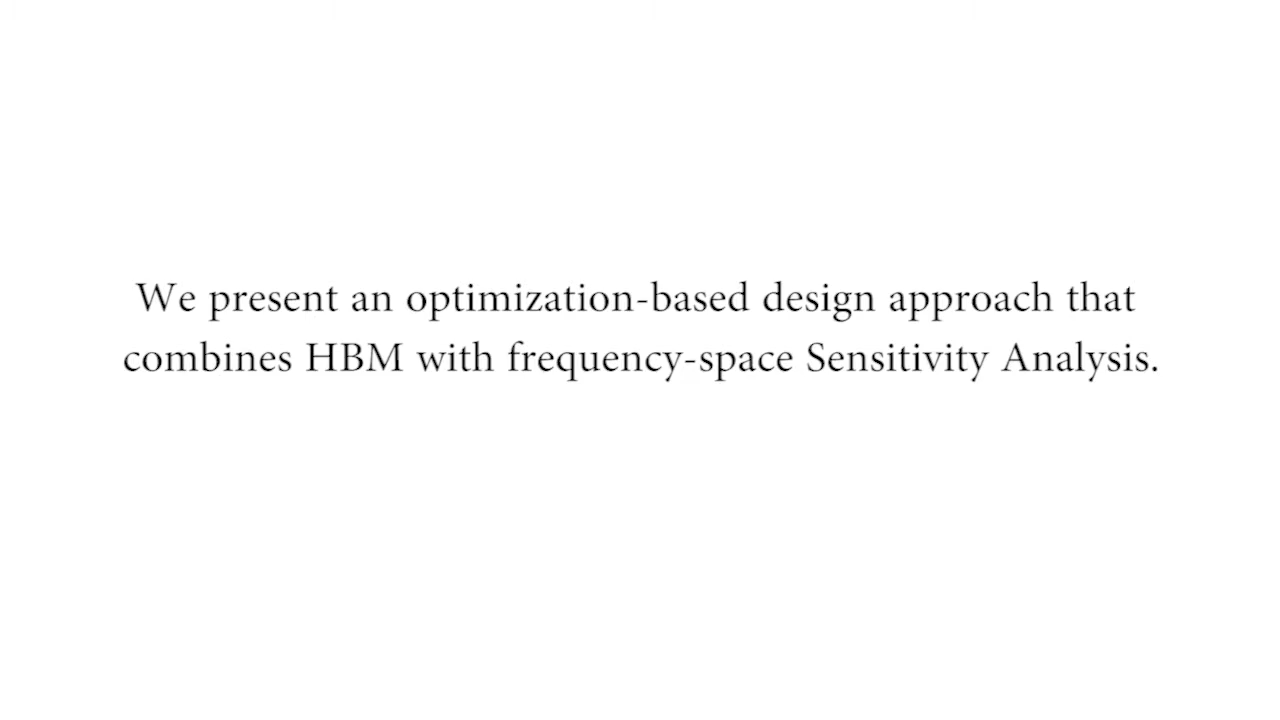 We present an optimization-based design approach that
combines HBM with frequency-space Sensitivity Analysis.